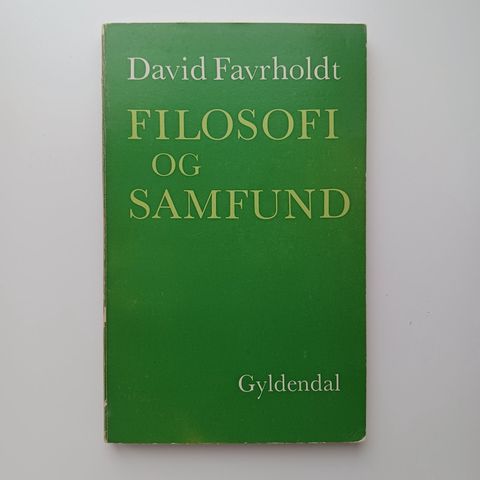 David Favrholdt
FILOSOFI
OG
SAMFUND
Gyldendal